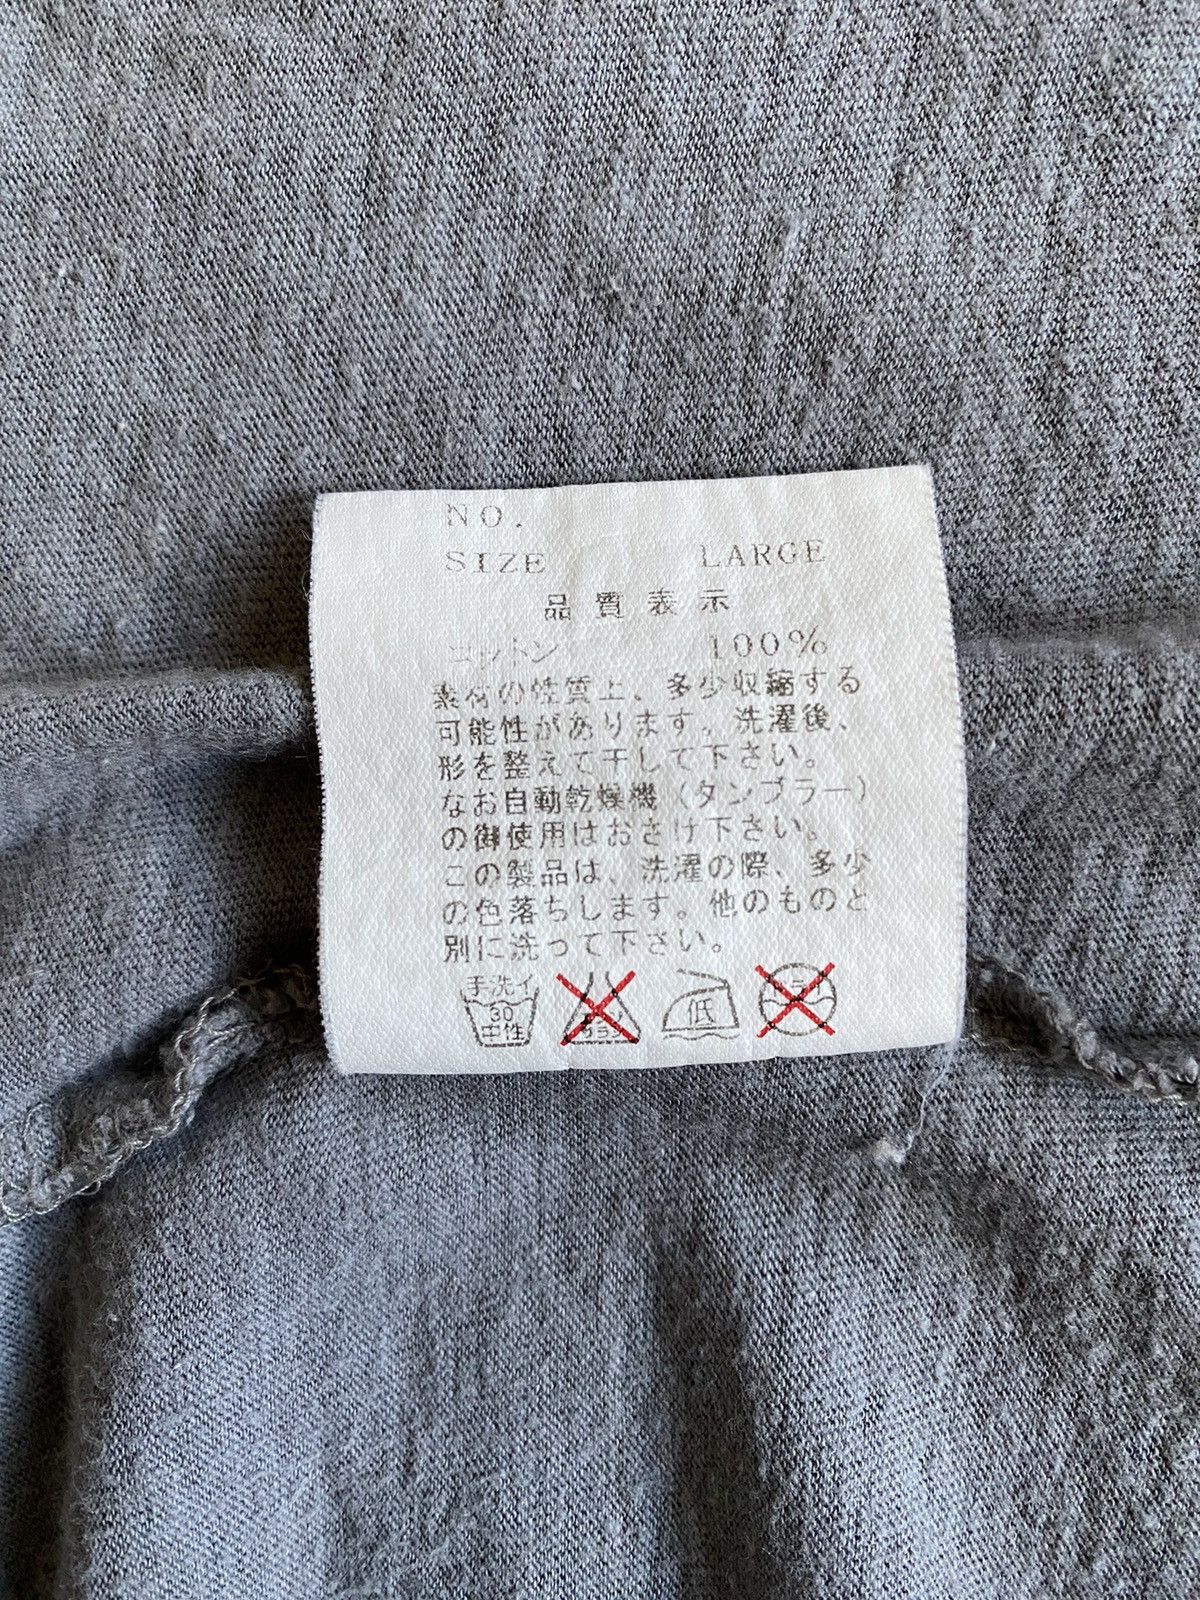 NO.
SIZE LARGE
品質表示
コットン 100%
素材の性質上、多少収縮する
可能性があります。洗濯後、
形を整えて干して下さい。
なお自動乾燥機（タンブラー）
の御使用はおさけ下さい。
この製品は、洗濯の際、多少
の色落ちします。他のものと
別に洗って下さい。
手洗イ
30
中性
低